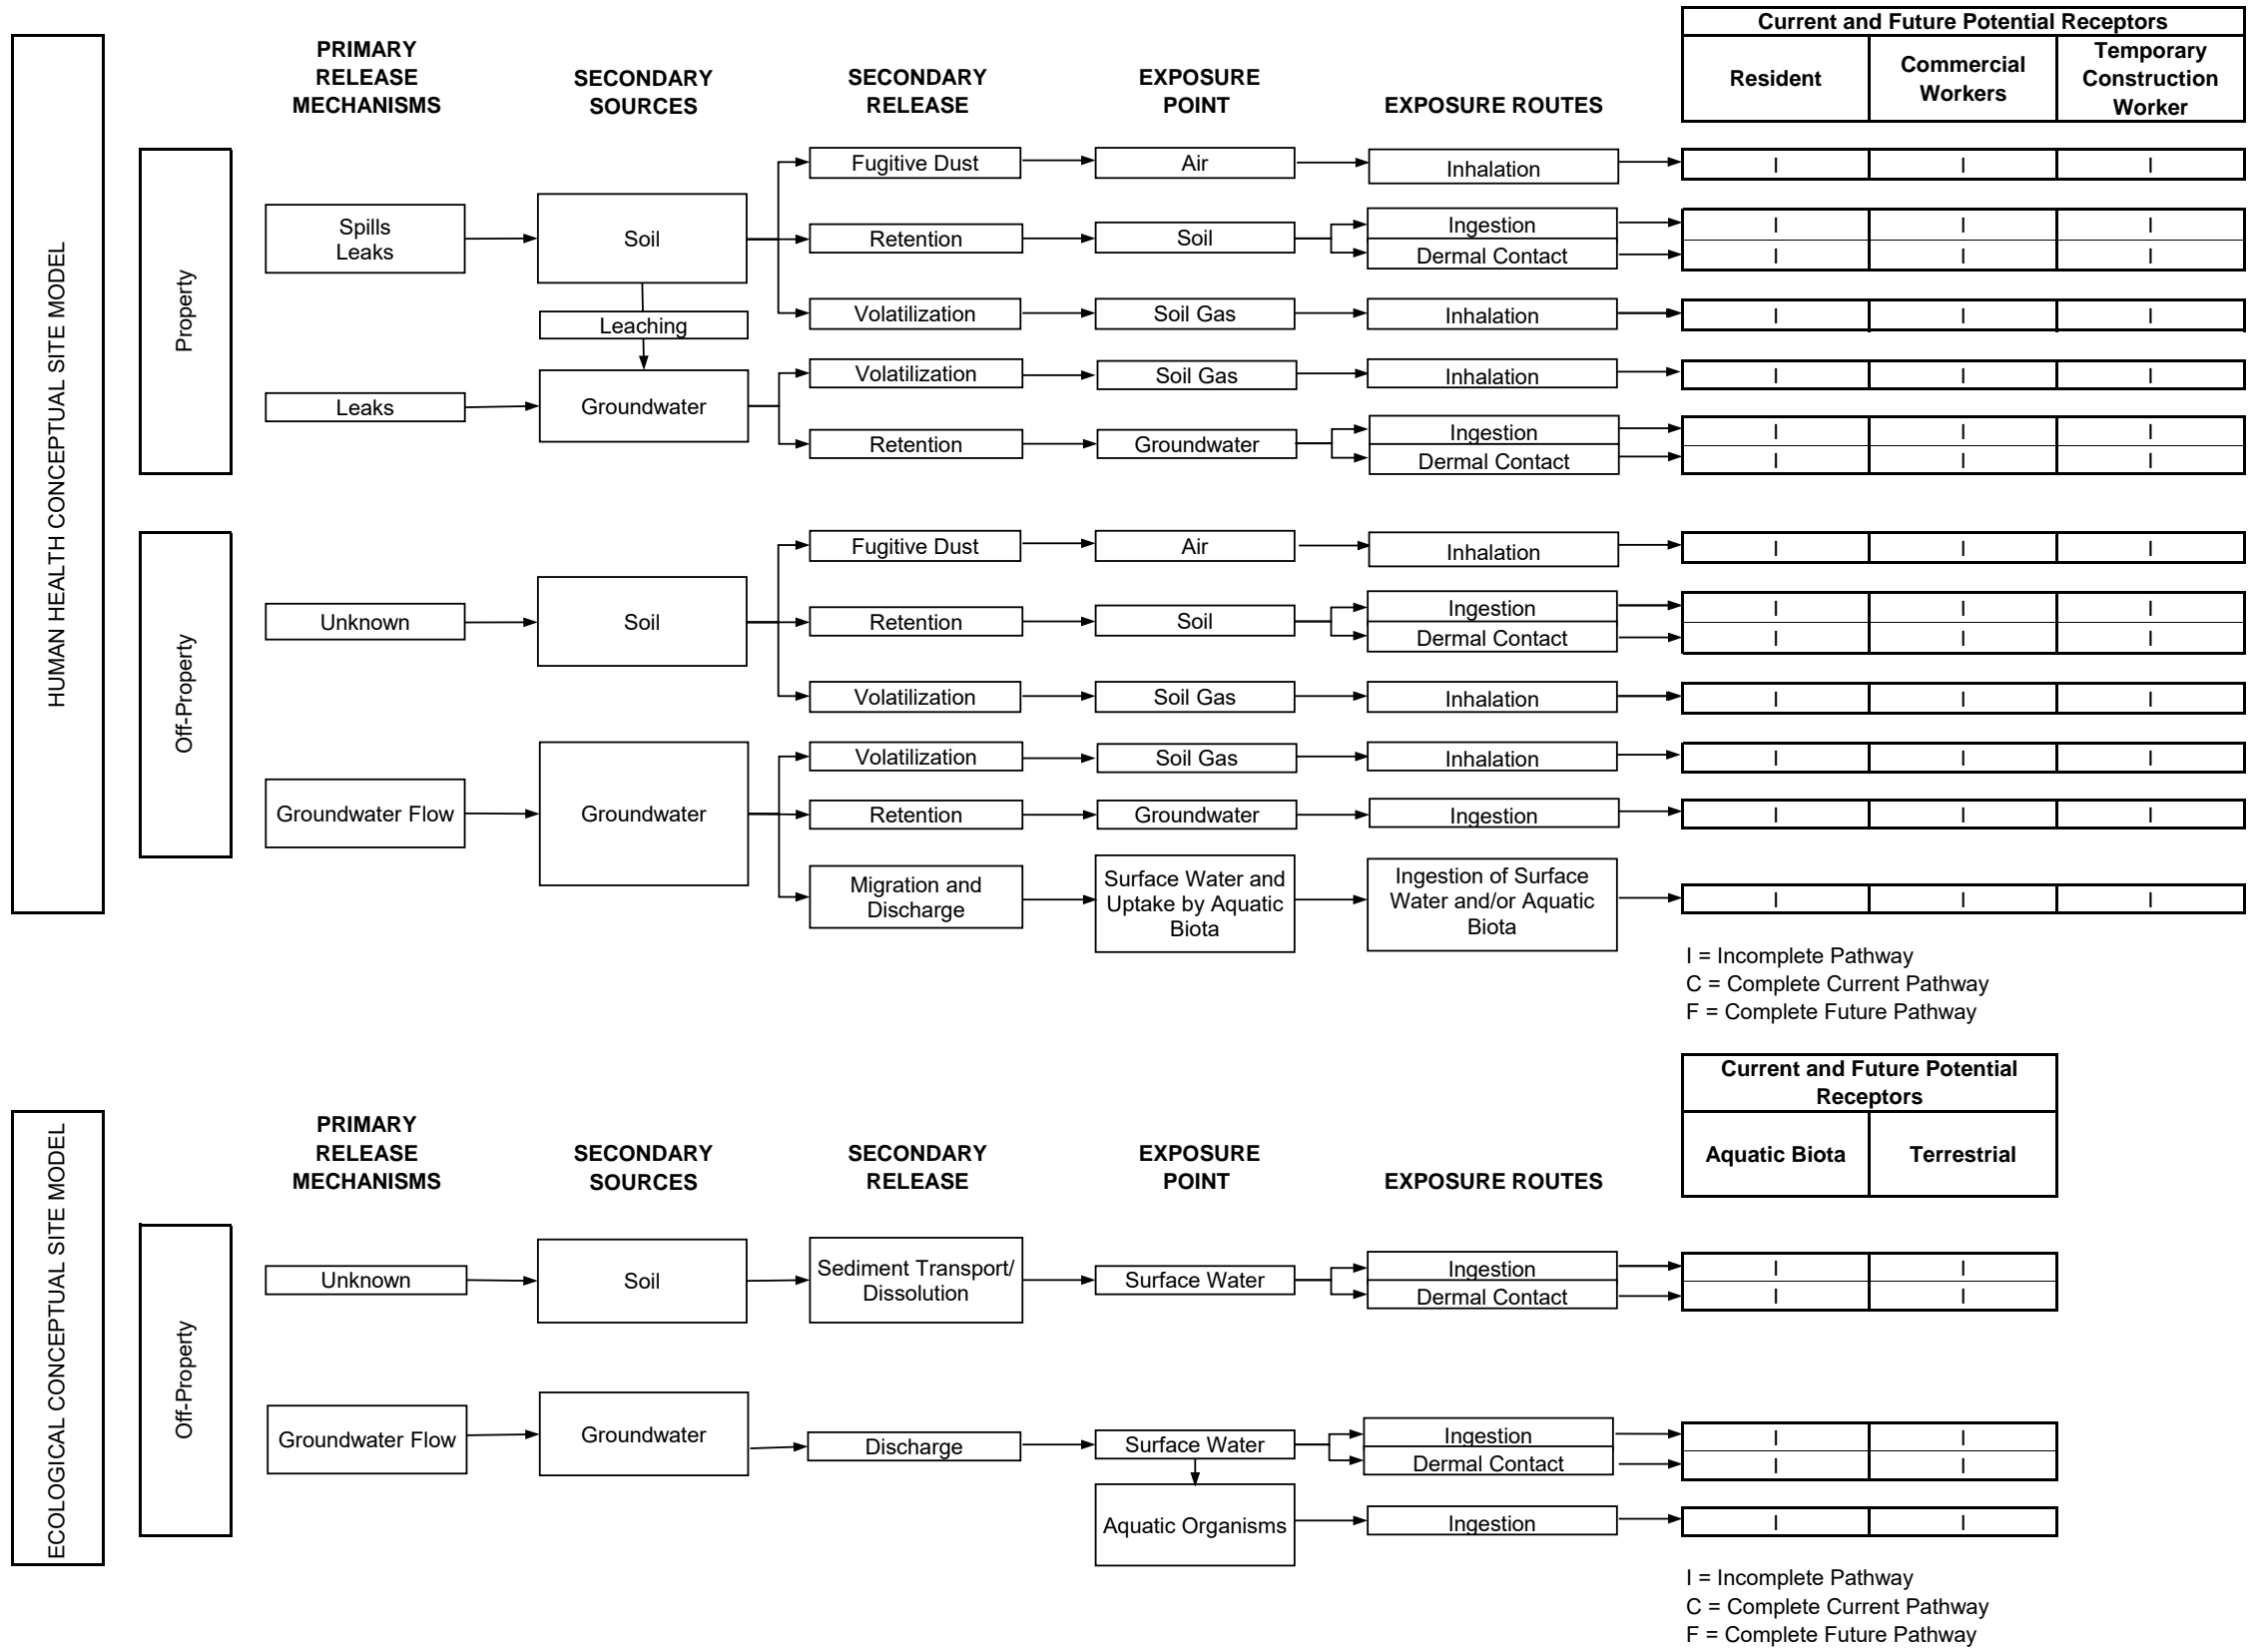 Current and Future Potential Receptors
PRIMARY
RELEASE
MECHANISMS
SECONDARY
SOURCES
SECONDARY
RELEASE
EXPOSURE
POINT
EXPOSURE ROUTES
Resident
Commercial
Workers
Temporary
Construction
Worker
HUMAN HEALTH CONCEPTUAL SITE MODEL
Property
Fugitive Dust
Air
Inhalation
I I I
Spills
Leaks
Soil
Retention
Soil
Ingestion
I I I
Dermal Contact
I I I
Volatilization
Soil Gas
Inhalation
I I I
Leaching
Volatilization
Soil Gas
Inhalation
I I I
Leaks
Groundwater
Retention
Groundwater
Ingestion
I I I
Dermal Contact
I I I
Off-Property
Fugitive Dust
Air
Inhalation
I I I
Unknown
Soil
Retention
Soil
Ingestion
I I I
Dermal Contact
I I I
Volatilization
Soil Gas
Inhalation
I I I
Volatilization
Soil Gas
Inhalation
I I I
Groundwater Flow
Groundwater
Retention
Groundwater
Ingestion
I I I
Migration and
Discharge
Surface Water and
Uptake by Aquatic
Biota
Ingestion of Surface
Water and/or Aquatic
Biota
I I I
I = Incomplete Pathway
C = Complete Current Pathway
F = Complete Future Pathway
Current and Future Potential
Receptors
PRIMARY
RELEASE
MECHANISMS
SECONDARY
SOURCES
SECONDARY
RELEASE
EXPOSURE
POINT
EXPOSURE ROUTES
Aquatic Biota
Terrestrial
ECOLOGICAL CONCEPTUAL SITE MODEL
Off-Property
Unknown
Soil
Sediment Transport/
Dissolution
Surface Water
Ingestion
I I
Dermal Contact
I I
Groundwater Flow
Groundwater
Discharge
Surface Water
Ingestion
I I
Dermal Contact
I I
Aquatic Organisms
Ingestion
I I
I = Incomplete Pathway
C = Complete Current Pathway
F = Complete Future Pathway